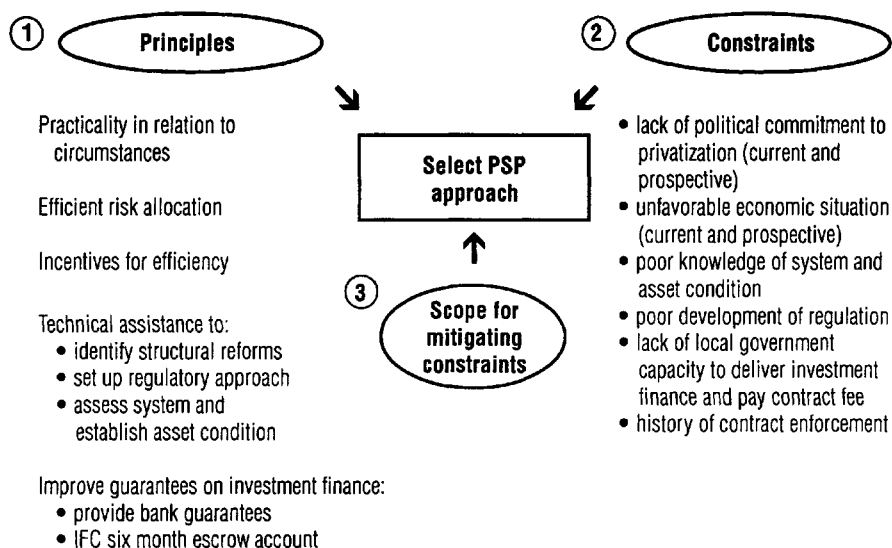 1
Principles
Practicality in relation to
circumstances
Efficient risk allocation
Incentives for efficiency
Technical assistance to:
• identify structural reforms
• set up regulatory approach
• assess system and
establish asset condition
Improve guarantees on investment finance:
• provide bank guarantees
• IFC six month escrow account
Select PSP
approach
3
Scope for
mitigating
constraints
2
Constraints
• lack of political commitment to
privatization (current and
prospective)
• unfavorable economic situation
(current and prospective)
• poor knowledge of system and
asset condition
• poor development of regulation
• lack of local government
capacity to deliver investment
finance and pay contract fee
• history of contract enforcement